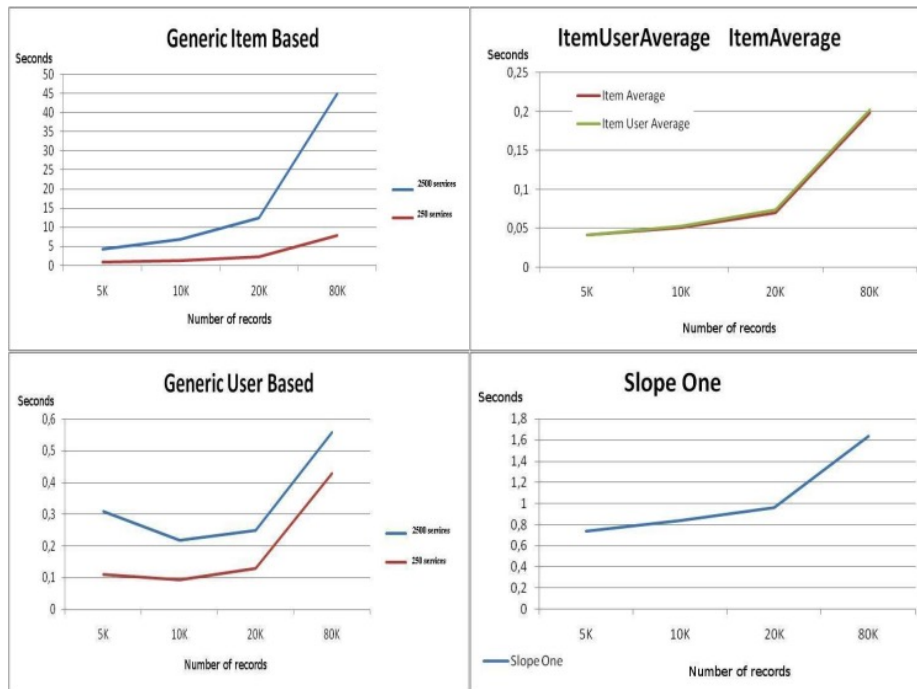 Generic Item Based
Seconds
50
45
40
35
30
25
20
15
10
5
0
2500 services
250 services
5K 10K 20K 80K
Number of records
ItemUserAverage ItemAverage
Seconds
0,25
0,2
0,15
0,1
0,05
0
Item Average
Item User Average
5K 10K 20K 80K
Number of records
Generic User Based
Seconds
0,6
0,5
0,4
0,3
0,2
0,1
0
2500 services
250 services
5K 10K 20K 80K
Number of records
Slope One
Seconds
1,8
1,6
1,4
1,2
1
0,8
0,6
0,4
0,2
0
5K 10K 20K 80K
Slope One
Number of records